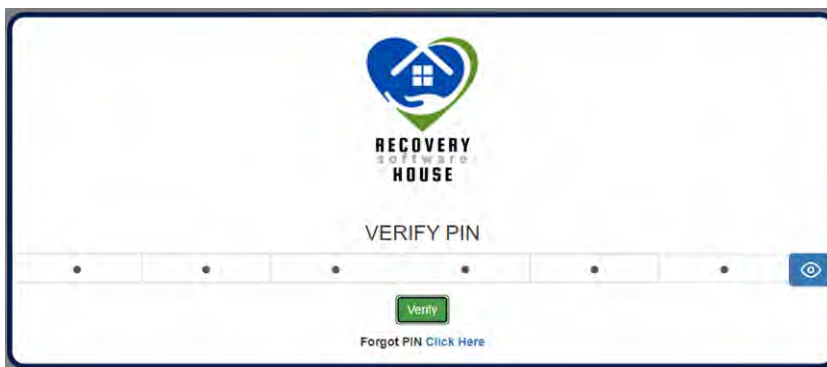 RECOVERY
software
HOUSE
VERIFY PIN
Verify
Forgot PIN Click Here